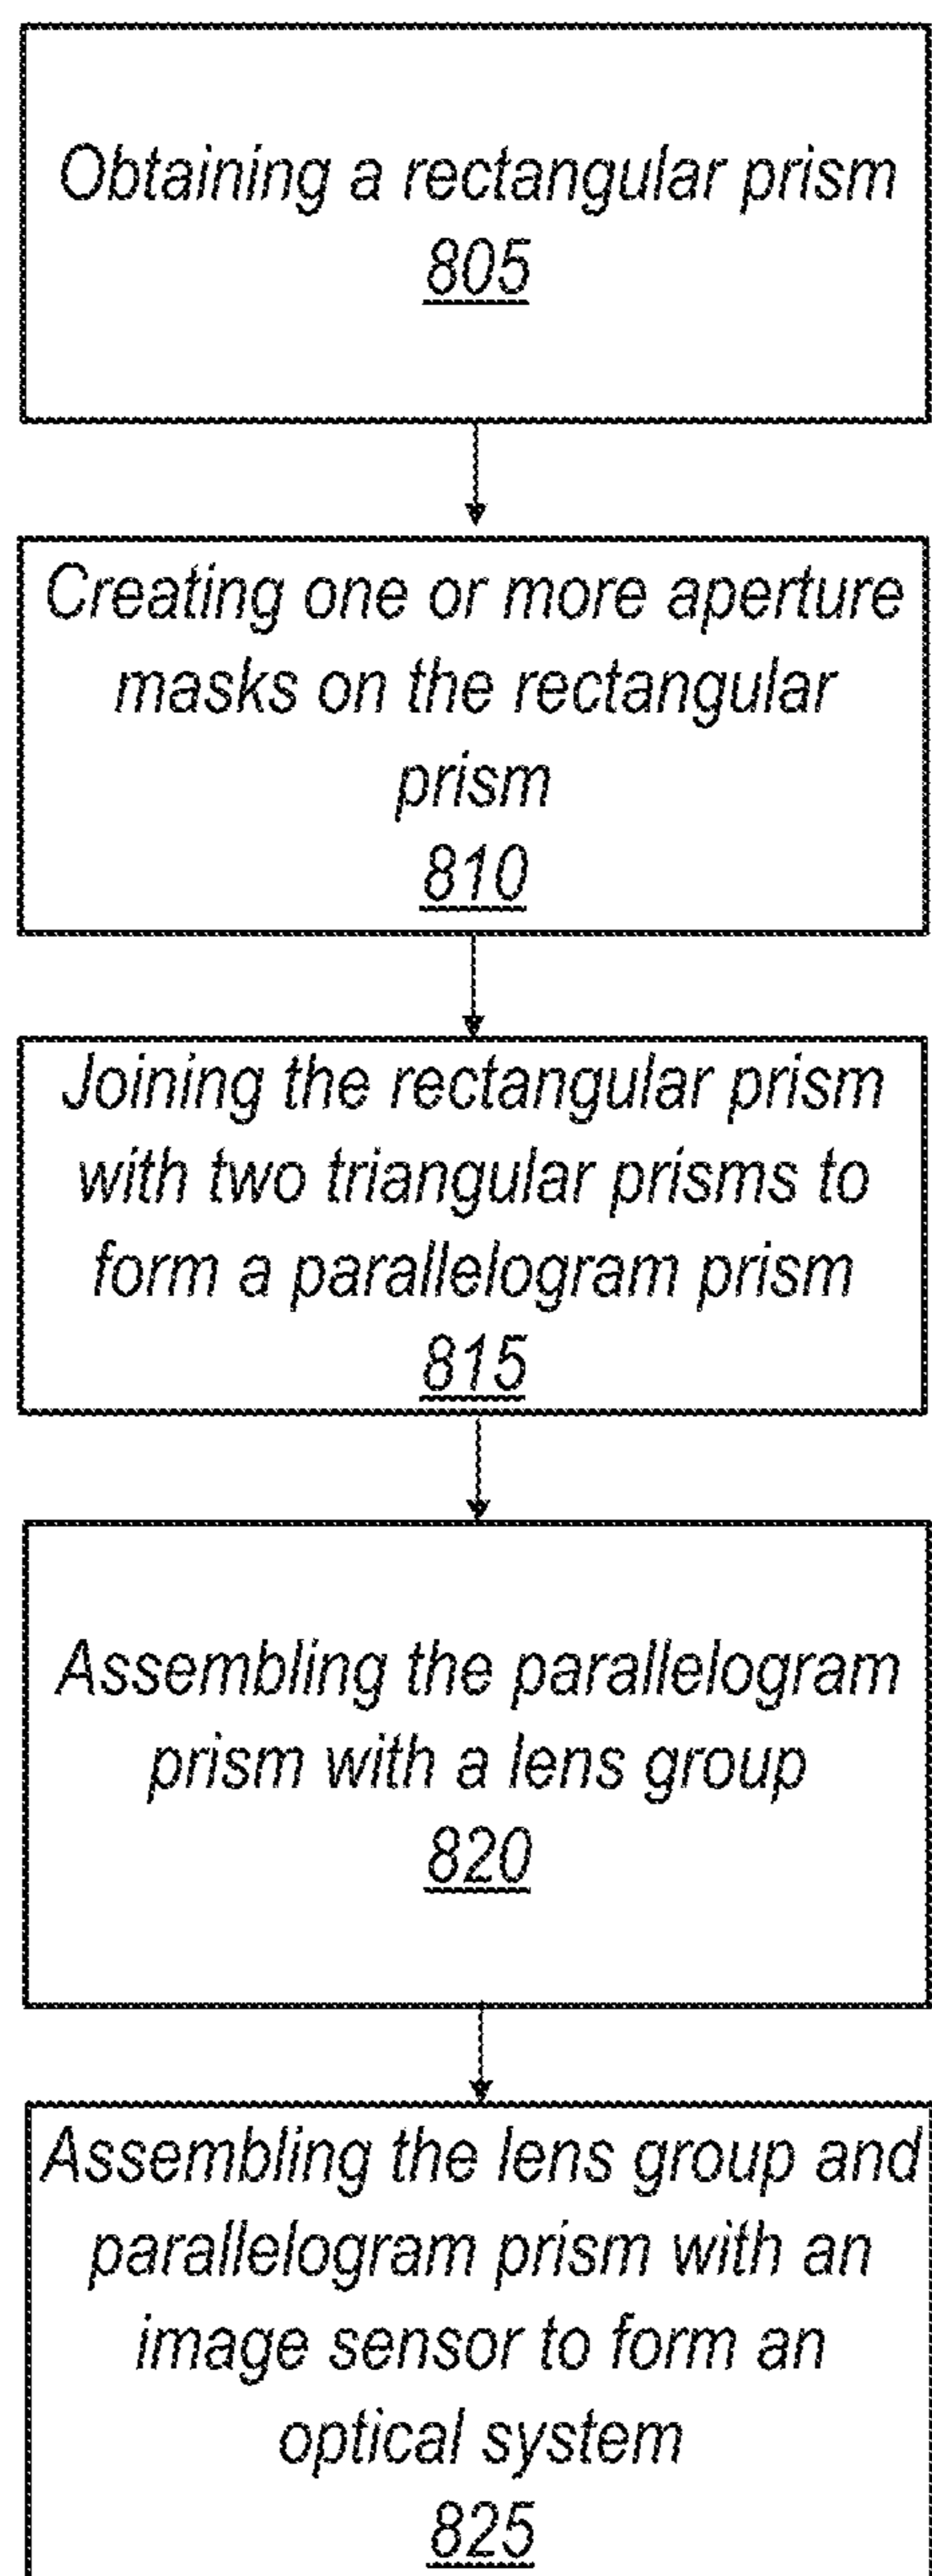 Obtaining a rectangular prism
805
Creating one or more aperture
masks on the rectangular
prism
810
Joining the rectangular prism
with two triangular prisms to
form a parallelogram prism
815
Assembling the parallelogram
prism with a lens group
820
Assembling the lens group and
parallelogram prism with an
image sensor to form an
optical system
825